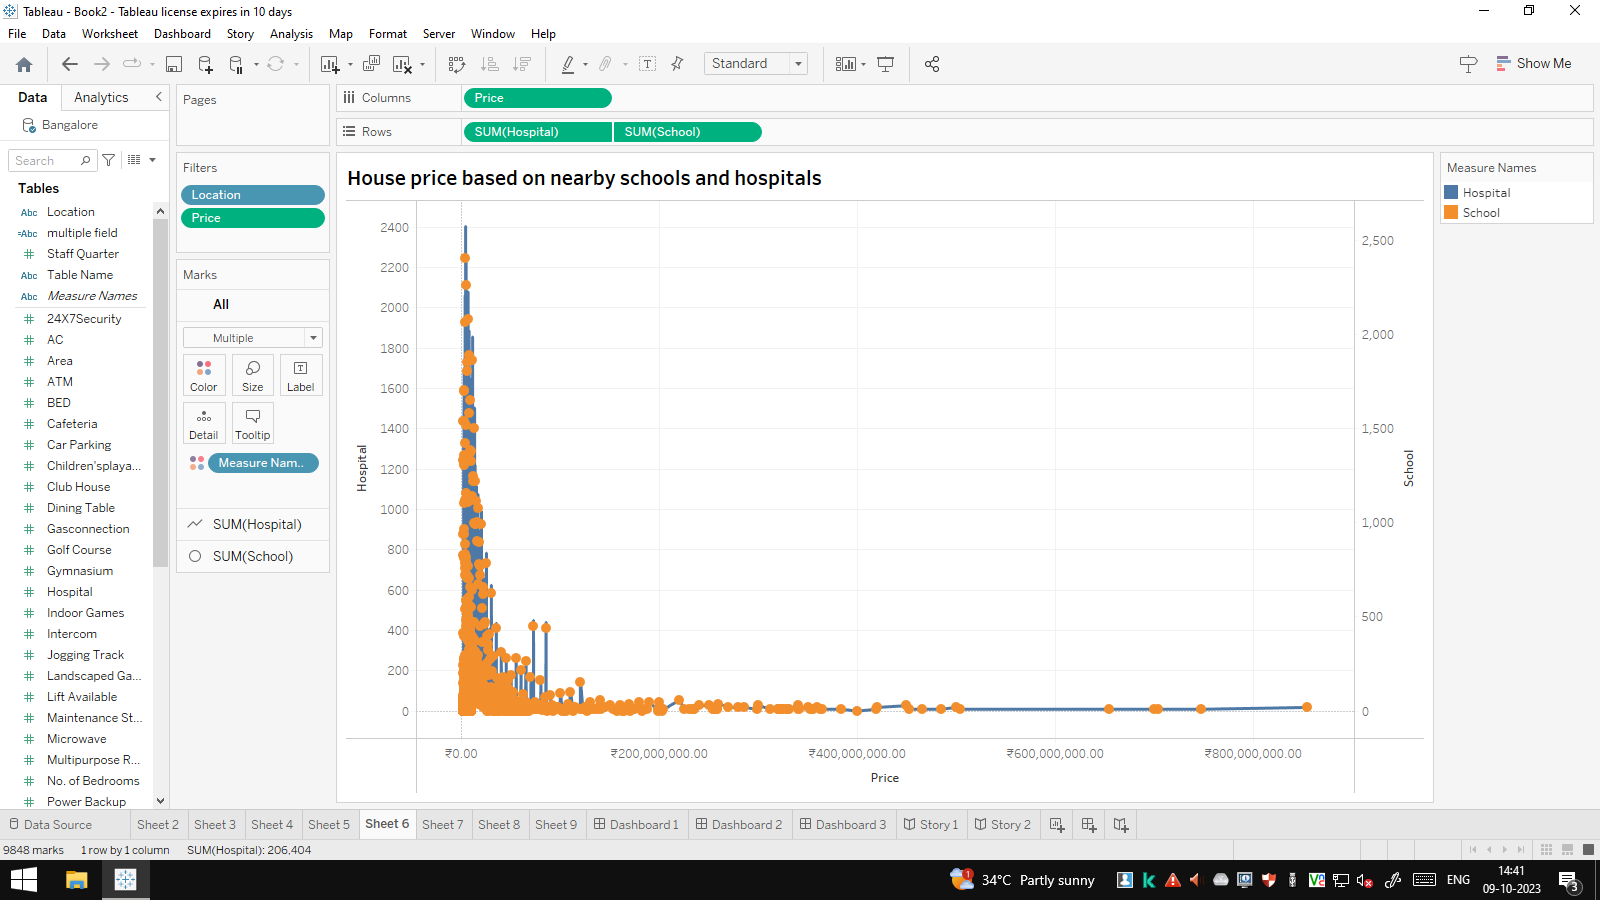 Tableau - Book2 - Tableau license expires in 10 days
File Data Worksheet Dashboard Story Analysis Map Format Server Window Help
Standard
Show Me
Data Analytics
Bangalore
Search
Tables
Abc Location
=Abc multiple field
# Staff Quarter
Abc Table Name
Abc Measure Names
# 24X7Security
# AC
# Area
# ATM
# BED
# Cafeteria
# Car Parking
# Children'splaya...
# Club House
# Dining Table
# Gasconnection
# Golf Course
# Gymnasium
# Hospital
# Indoor Games
# Intercom
# Jogging Track
# Landscaped Ga...
# Lift Available
# Maintenance St...
# Microwave
# Multipurpose R...
# No. of Bedrooms
# Power Backup
Pages
Filters
Location
Price
Marks
All
Multiple
Color Size Label
Detail Tooltip
Measure Nam..
SUM(Hospital)
SUM(School)
Columns Price
Rows SUM(Hospital) SUM(School)
House price based on nearby schools and hospitals
Hospital
2400
2200
2000
1800
1600
1400
1200
1000
800
600
400
200
0
School
2,500
2,000
1,500
1,000
500
0
₹0.00 ₹200,000,000.00 ₹400,000,000.00 ₹600,000,000.00 ₹800,000,000.00
Price
Measure Names
Hospital
School
Data Source Sheet 2 Sheet 3 Sheet 4 Sheet 5 Sheet 6 Sheet 7 Sheet 8 Sheet 9 Dashboard 1 Dashboard 2 Dashboard 3 Story 1 Story 2
9848 marks 1 row by 1 column SUM(Hospital): 206,404
1
34°C Partly sunny
ENG
14:41
09-10-2023
3